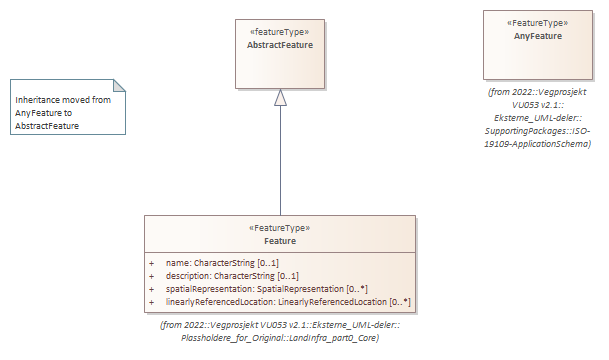 «featureType»
AbstractFeature
«FeatureType»
AnyFeature
(from 2022::Vegprosjekt
VU053 v2.1::
Eksterne_UML-deler::
SupportingPackages::ISO-
19109-ApplicationSchema)
Inheritance moved from
AnyFeature to
AbstractFeature
«FeatureType»
Feature
+ name: CharacterString [0..1]
+ description: CharacterString [0..1]
+ spatialRepresentation: SpatialRepresentation [0..*]
+ linearlyReferencedLocation: LinearlyReferencedLocation [0..*]
(from 2022::Vegprosjekt VU053 v2.1::Eksterne_UML-deler::
Plassholdere_for_Original::LandInfra_part0_Core)